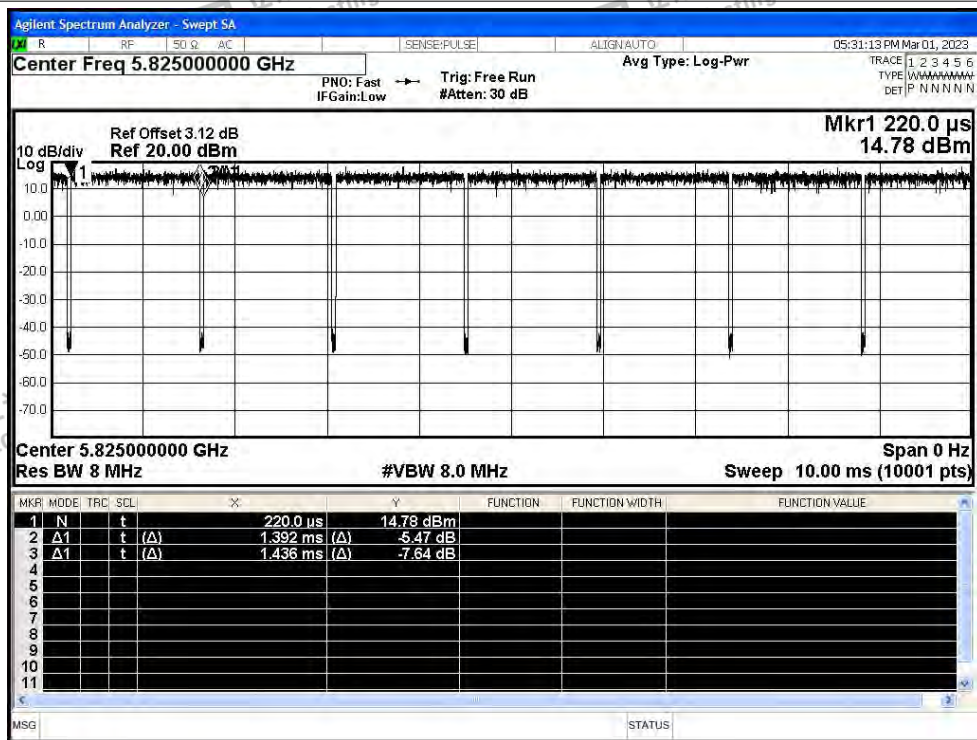 Agilent Spectrum Analyzer - Swept SA
R RF 50 Ω AC SENSE:PULSE ALIGN AUTO 05:31:13 PM Mar 01, 2023
Center Freq 5.825000000 GHz
PNO: Fast
IFGain:Low
Trig: Free Run
#Atten: 30 dB
Avg Type: Log-Pwr
TRACE 1 2 3 4 5 6
TYPE
DET P N N N N N
Ref Offset 3.12 dB
10 dB/div Ref 20.00 dBm
Log
Mkr1 220.0 µs
14.78 dBm
1
10.0
0.00
-10.0
-20.0
-30.0
-40.0
-50.0
-60.0
-70.0
Center 5.825000000 GHz Span 0 Hz
Res BW 8 MHz #VBW 8.0 MHz Sweep 10.00 ms (10001 pts)
MKR MODE TRC SCL X Y FUNCTION FUNCTION WIDTH FUNCTION VALUE
1 N t 220.0 µs 14.78 dBm
2 Δ1 t (Δ) 1.392 ms (Δ) -5.47 dB
3 Δ1 t (Δ) 1.436 ms (Δ) -7.64 dB
4
5
6
7
8
9
10
11
MSG STATUS